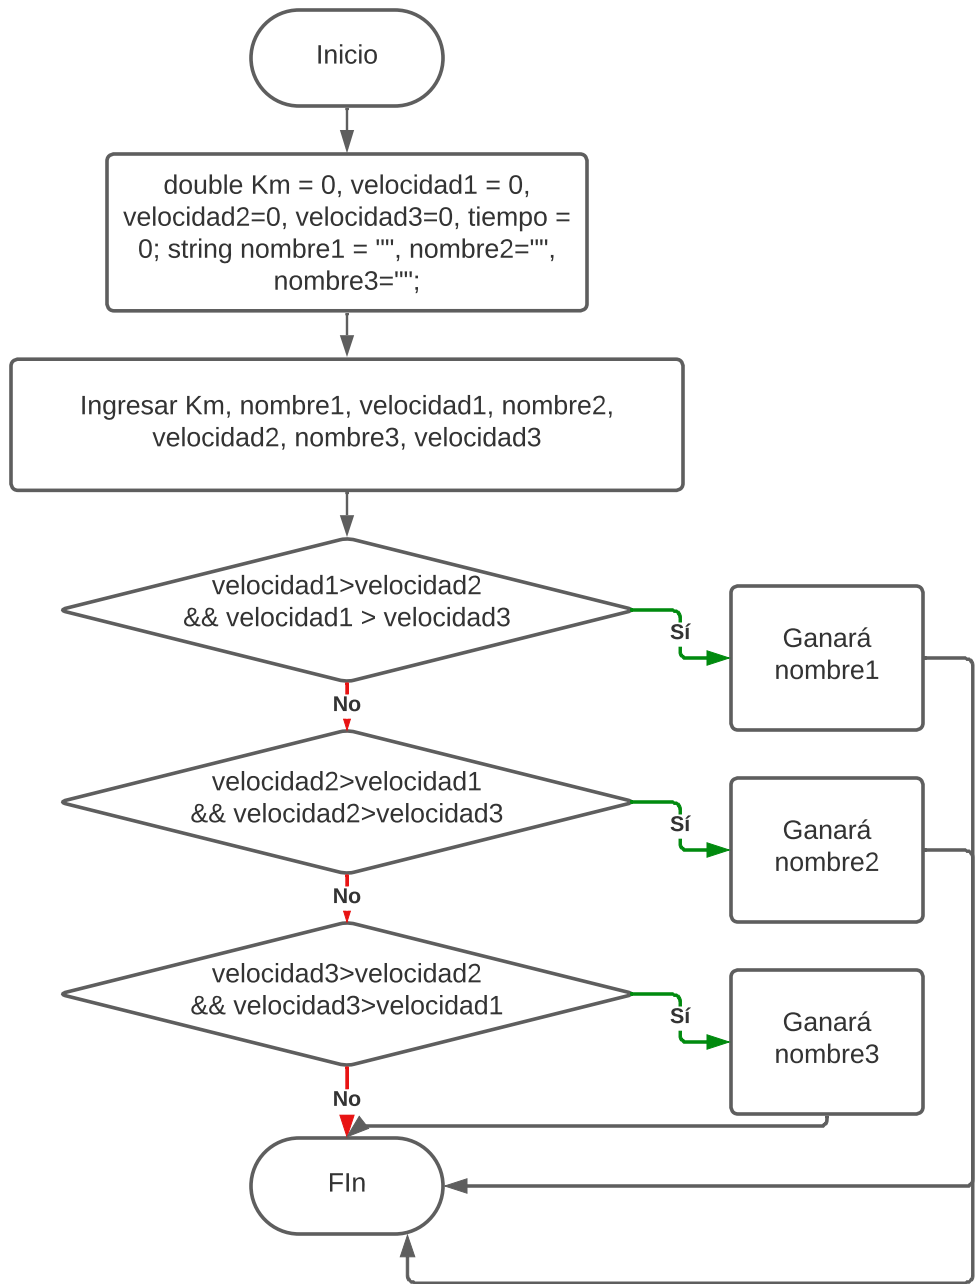 Inicio
double Km = 0, velocidad1 = 0,
velocidad2=0, velocidad3=0, tiempo =
0; string nombre1 = "", nombre2="",
nombre3="";
Ingresar Km, nombre1, velocidad1, nombre2,
velocidad2, nombre3, velocidad3
velocidad1>velocidad2
&& velocidad1 > velocidad3
Sí
Ganará
nombre1
No
velocidad2>velocidad1
&& velocidad2>velocidad3
Sí
Ganará
nombre2
No
velocidad3>velocidad2
&& velocidad3>velocidad1
Sí
Ganará
nombre3
No
FIn